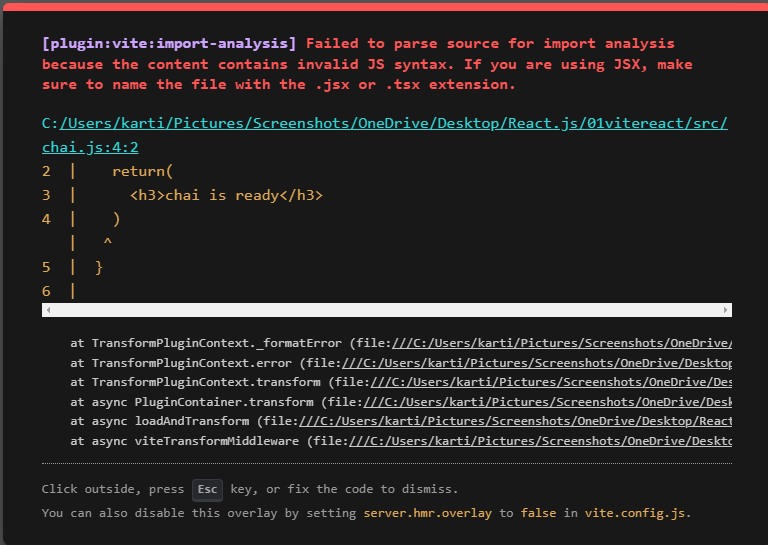 [plugin:vite:import-analysis] Failed to parse source for import analysis
because the content contains invalid JS syntax. If you are using JSX, make
sure to name the file with the .jsx or .tsx extension.
C:/Users/karti/Pictures/Screenshots/OneDrive/Desktop/React.js/01vitereact/src/
chai.js:4:2
2  |    return(
3  |      <h3>chai is ready</h3>
4  |    )
   |   ^
5  |  }
6  |
at TransformPluginContext._formatError (file:///C:/Users/karti/Pictures/Screenshots/OneDrive/
at TransformPluginContext.error (file:///C:/Users/karti/Pictures/Screenshots/OneDrive/Desktop
at TransformPluginContext.transform (file:///C:/Users/karti/Pictures/Screenshots/OneDrive/Des
at async PluginContainer.transform (file:///C:/Users/karti/Pictures/Screenshots/OneDrive/Desk
at async loadAndTransform (file:///C:/Users/karti/Pictures/Screenshots/OneDrive/Desktop/React
at async viteTransformMiddleware (file:///C:/Users/karti/Pictures/Screenshots/OneDrive/Deskto
Click outside, press Esc key, or fix the code to dismiss.
You can also disable this overlay by setting server.hmr.overlay to false in vite.config.js.